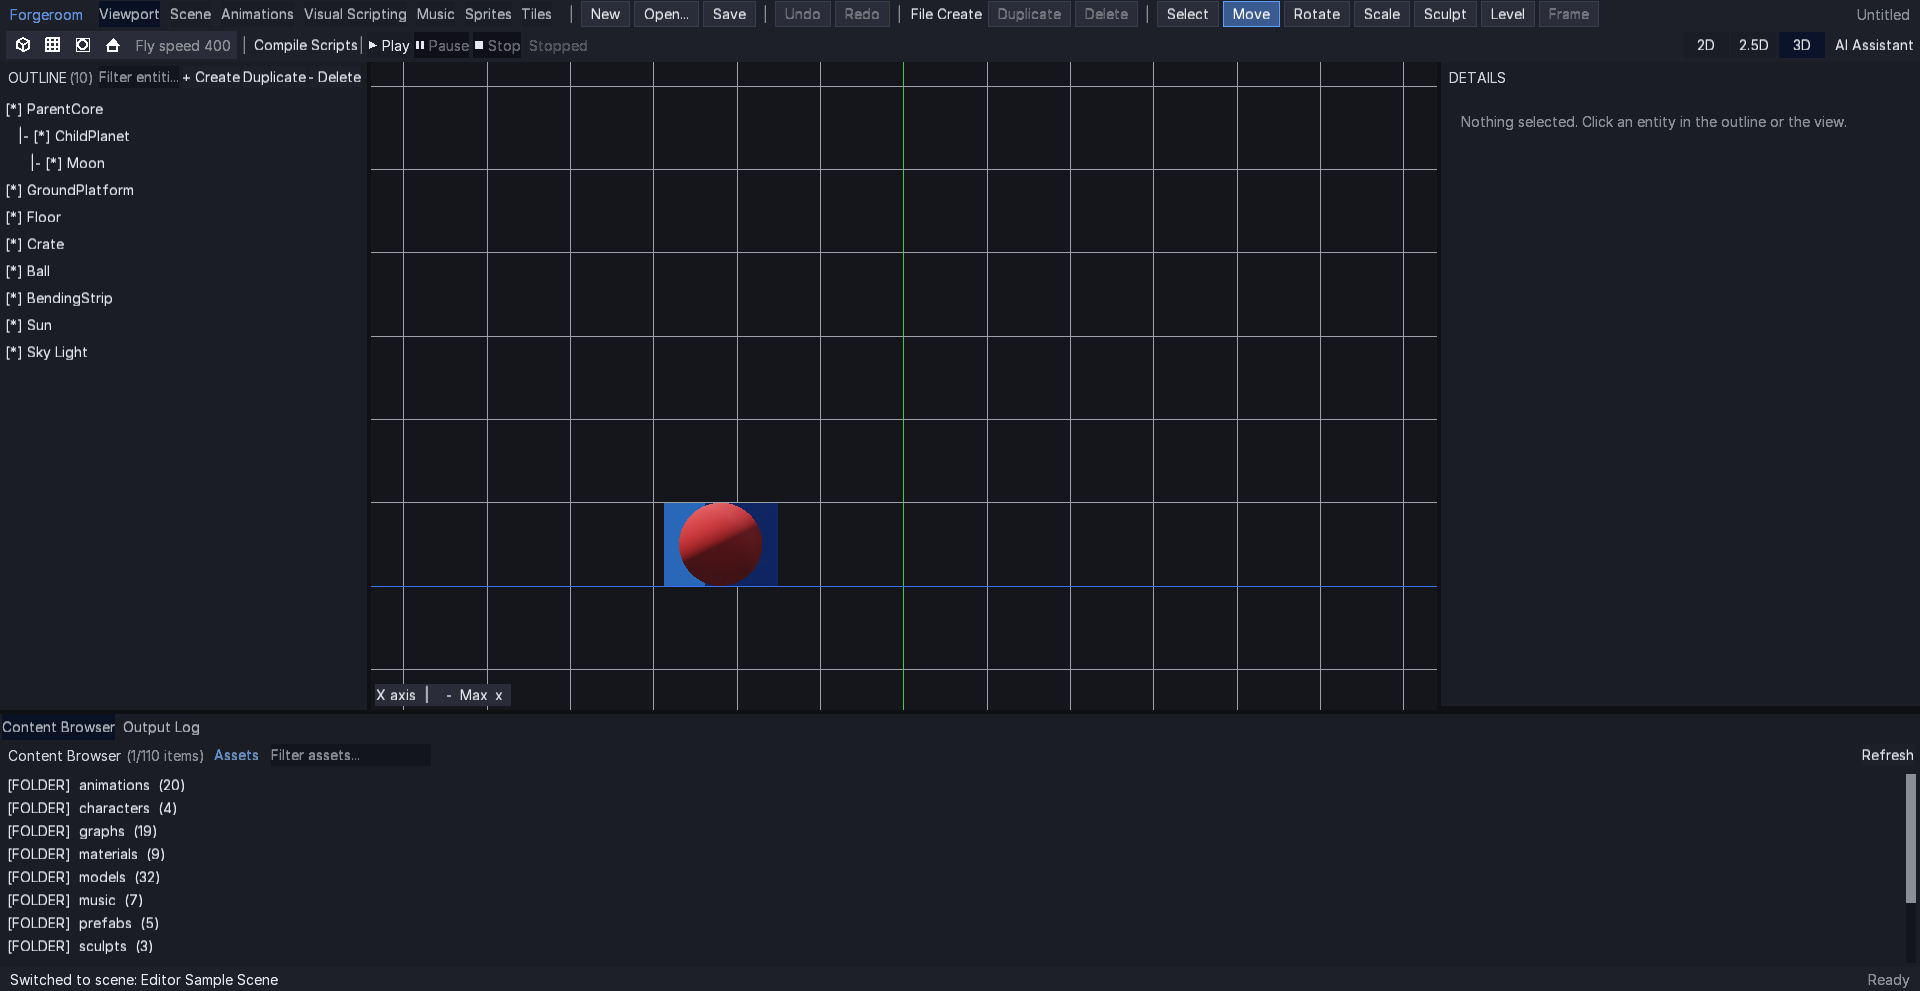 Forgeroom Viewport Scene Animations Visual Scripting Music Sprites Tiles | New Open... Save | Undo Redo | File Create Duplicate Delete | Select Move Rotate Scale Sculpt Level Frame Untitled
Fly speed 400 | Compile Scripts | Play Pause Stop Stopped 2D 2.5D 3D AI Assistant
OUTLINE (10) Filter entiti... + Create Duplicate - Delete
[*] ParentCore
|- [*] ChildPlanet
|- [*] Moon
[*] GroundPlatform
[*] Floor
[*] Crate
[*] Ball
[*] BendingStrip
[*] Sun
[*] Sky Light
X axis | - Max x
DETAILS
Nothing selected. Click an entity in the outline or the view.
Content Browser Output Log
Content Browser (1/110 items) Assets Filter assets... Refresh
[FOLDER] animations (20)
[FOLDER] characters (4)
[FOLDER] graphs (19)
[FOLDER] materials (9)
[FOLDER] models (32)
[FOLDER] music (7)
[FOLDER] prefabs (5)
[FOLDER] sculpts (3)
Switched to scene: Editor Sample Scene Ready